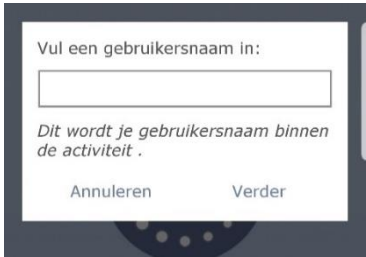 Vul een gebruikersnaam in:
Dit wordt je gebruikersnaam binnen
de activiteit .
Annuleren Verder